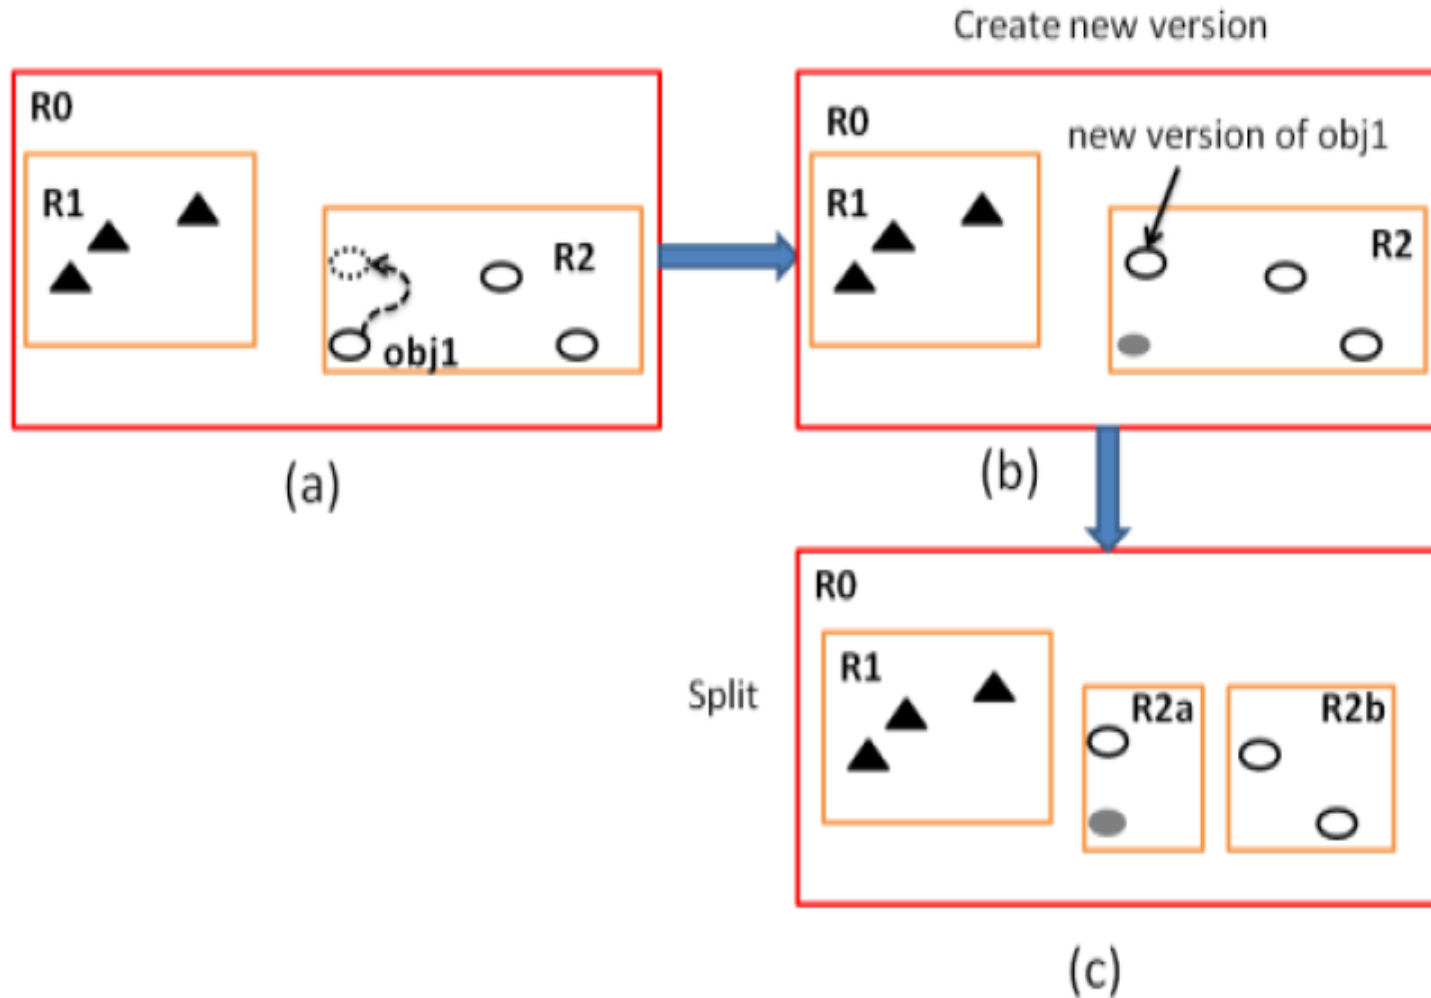 Create new version
R0
R1
R2
obj1
(a)
R0
new version of obj1
R1
R2
(b)
Split
R0
R1
R2a
R2b
(c)